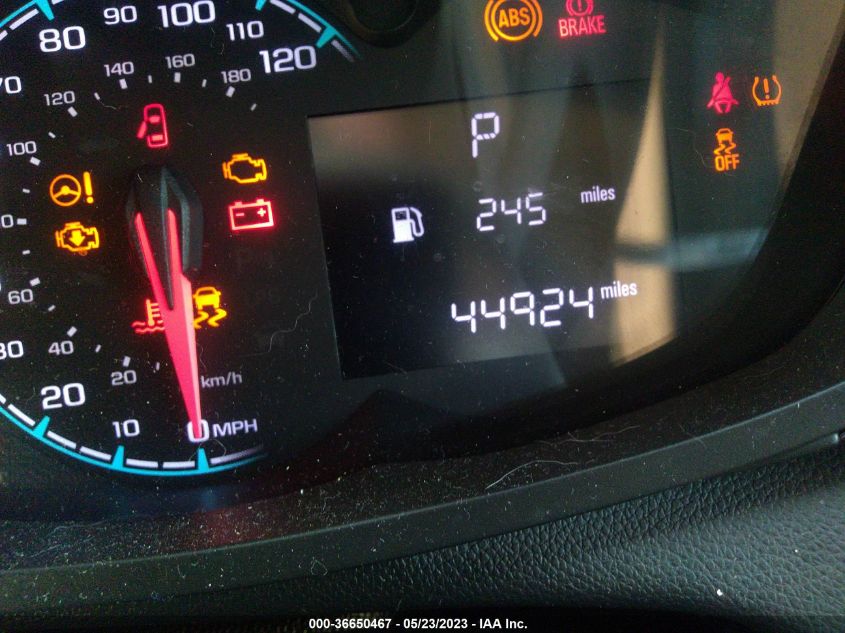 80 90 100 110 120
70 120 140 160 180
100
ABS
BRAKE
!
P
OFF
245 miles
44924 miles
60
30 40 20 km/h
20 10 0 MPH
000-36650467 - 05/23/2023 - IAA Inc.